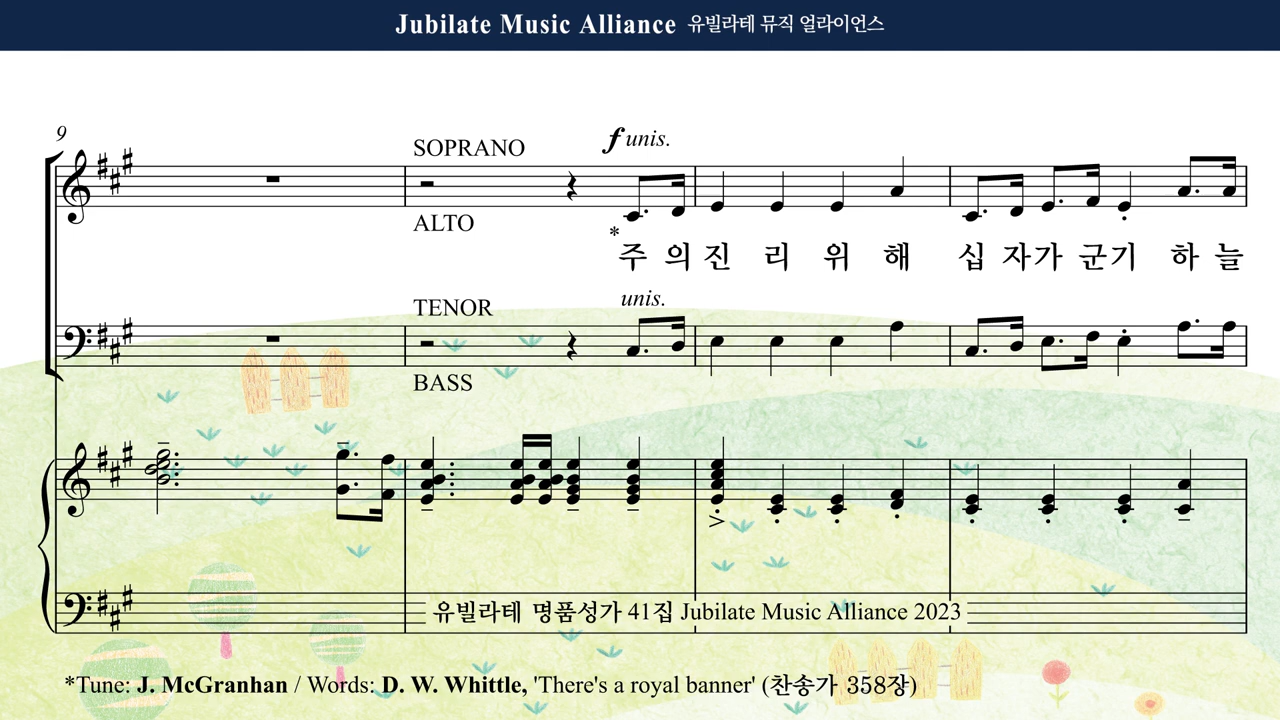 Jubilate Music Alliance 유빌라테 뮤직 얼라이언스
9
SOPRANO
f unis.
ALTO
*
주 의 진 리 위 해 십 자가 군기 하 늘
TENOR
unis.
BASS
유빌라테 명품성가 41집 Jubilate Music Alliance 2023
*Tune: J. McGranhan / Words: D. W. Whittle, 'There's a royal banner' (찬송가 358장)